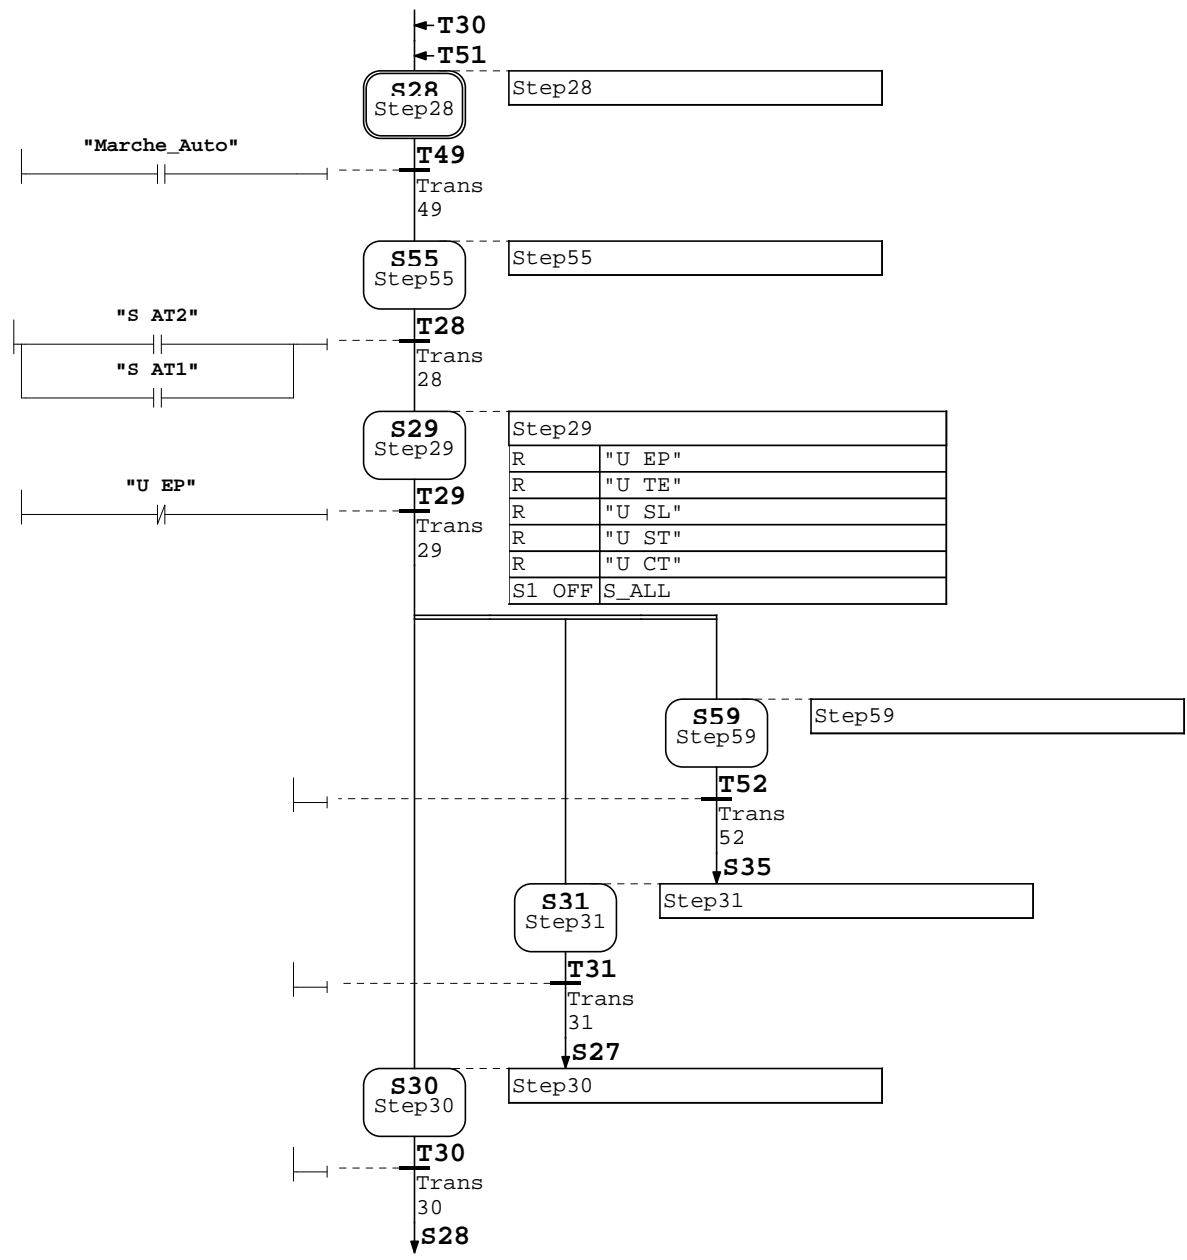 T30
T51
S28
Step28
Step28
"Marche_Auto"
T49
Trans
49
S55
Step55
Step55
"S AT2"
T28
Trans
28
"S AT1"
S29
Step29
Step29
R "U EP"
R "U TE"
R "U SL"
R "U ST"
R "U CT"
S1 OFF S_ALL
"U EP"
T29
Trans
29
S59
Step59
Step59
T52
Trans
52
S35
S31
Step31
Step31
T31
Trans
31
S27
S30
Step30
Step30
T30
Trans
30
S28